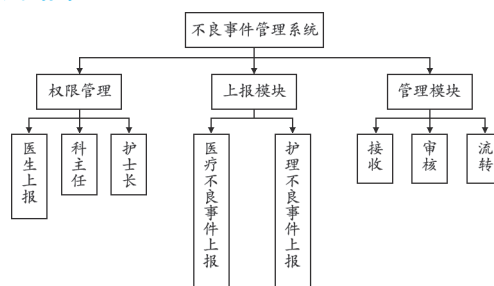 不良事件管理系统
权限管理
上报模块
管理模块
医生上报
科主任
护士长
医疗不良事件上报
护理不良事件上报
接收
审核
流转